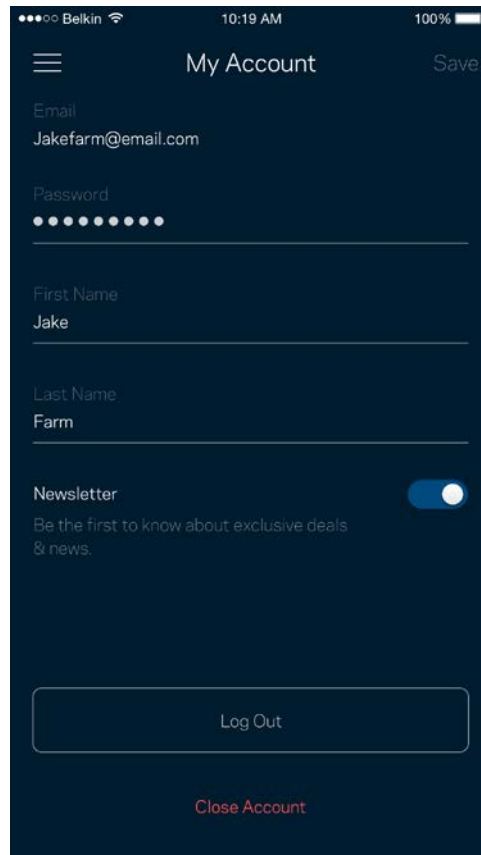 Belkin 10:19 AM 100%
My Account Save
Email
Jakefarm@email.com
Password
First Name
Jake
Last Name
Farm
Newsletter
Be the first to know about exclusive deals
& news.
Log Out
Close Account